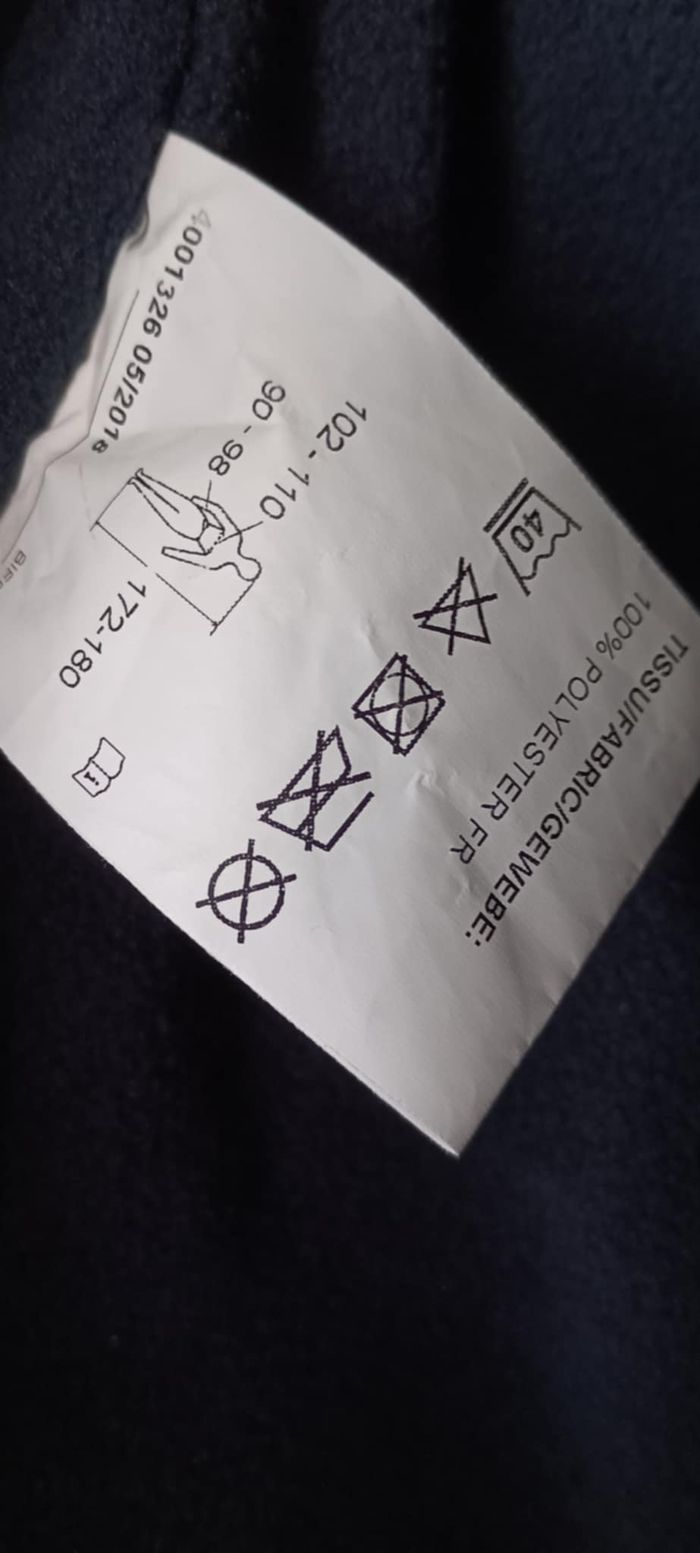 TISSU/FABRIC/GEWEBE:
100% POLYESTER FR
40
102 - 110
90 - 98
172-180
i
4001326 05/2018